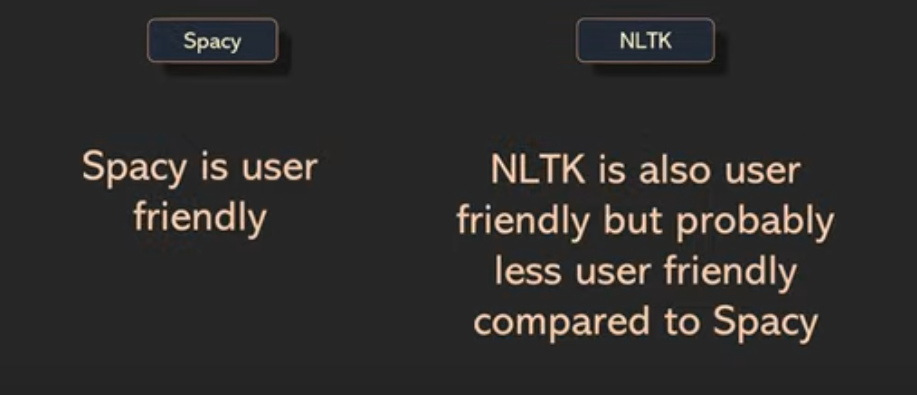 Spacy
NLTK
Spacy is user
friendly
NLTK is also user
friendly but probably
less user friendly
compared to Spacy